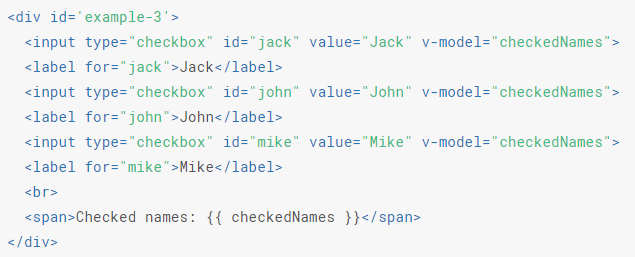 <div id='example-3'>
  <input type="checkbox" id="jack" value="Jack" v-model="checkedNames">
  <label for="jack">Jack</label>
  <input type="checkbox" id="john" value="John" v-model="checkedNames">
  <label for="john">John</label>
  <input type="checkbox" id="mike" value="Mike" v-model="checkedNames">
  <label for="mike">Mike</label>
  <br>
  <span>Checked names: {{ checkedNames }}</span>
</div>